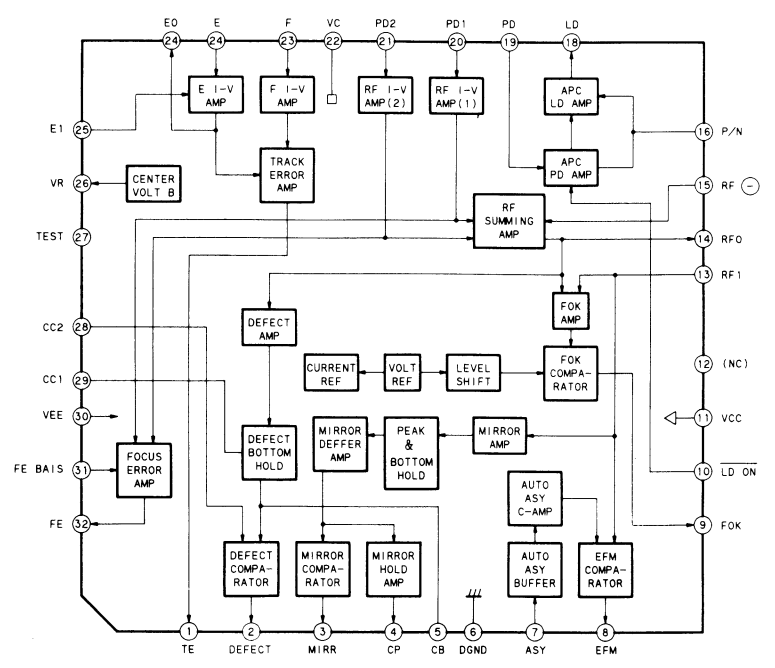 EO E F VC PD2 PD1 PD LD
24 24 23 22 21 20 19 18
E I-V
AMP
F I-V
AMP
RF I-V
AMP(2)
RF I-V
AMP(1)
APC
LD AMP
E1 25
16 P/N
TRACK
ERROR
AMP
APC
PD AMP
VR 26
CENTER
VOLT B
15 RF −
RF
SUMMING
AMP
TEST 27
14 RFO
13 RF1
DEFECT
AMP
FOK
AMP
CC2 28
CURRENT
REF
VOLT
REF
LEVEL
SHIFT
FOK
COMPA-
RATOR
12 (NC)
CC1 29
VEE 30
11 VCC
DEFECT
BOTTOM
HOLD
MIRROR
DEFFER
AMP
PEAK
&
BOTTOM
HOLD
MIRROR
AMP
FE BAIS 31
FOCUS
ERROR
AMP
10 LD ON
AUTO
ASY
C-AMP
FE 32
9 FOK
DEFECT
COMPA-
RATOR
MIRROR
COMPA-
RATOR
MIRROR
HOLD
AMP
AUTO
ASY
BUFFER
EFM
COMPA-
RATOR
1 2 3 4 5 6 7 8
TE DEFECT MIRR CP CB DGND ASY EFM